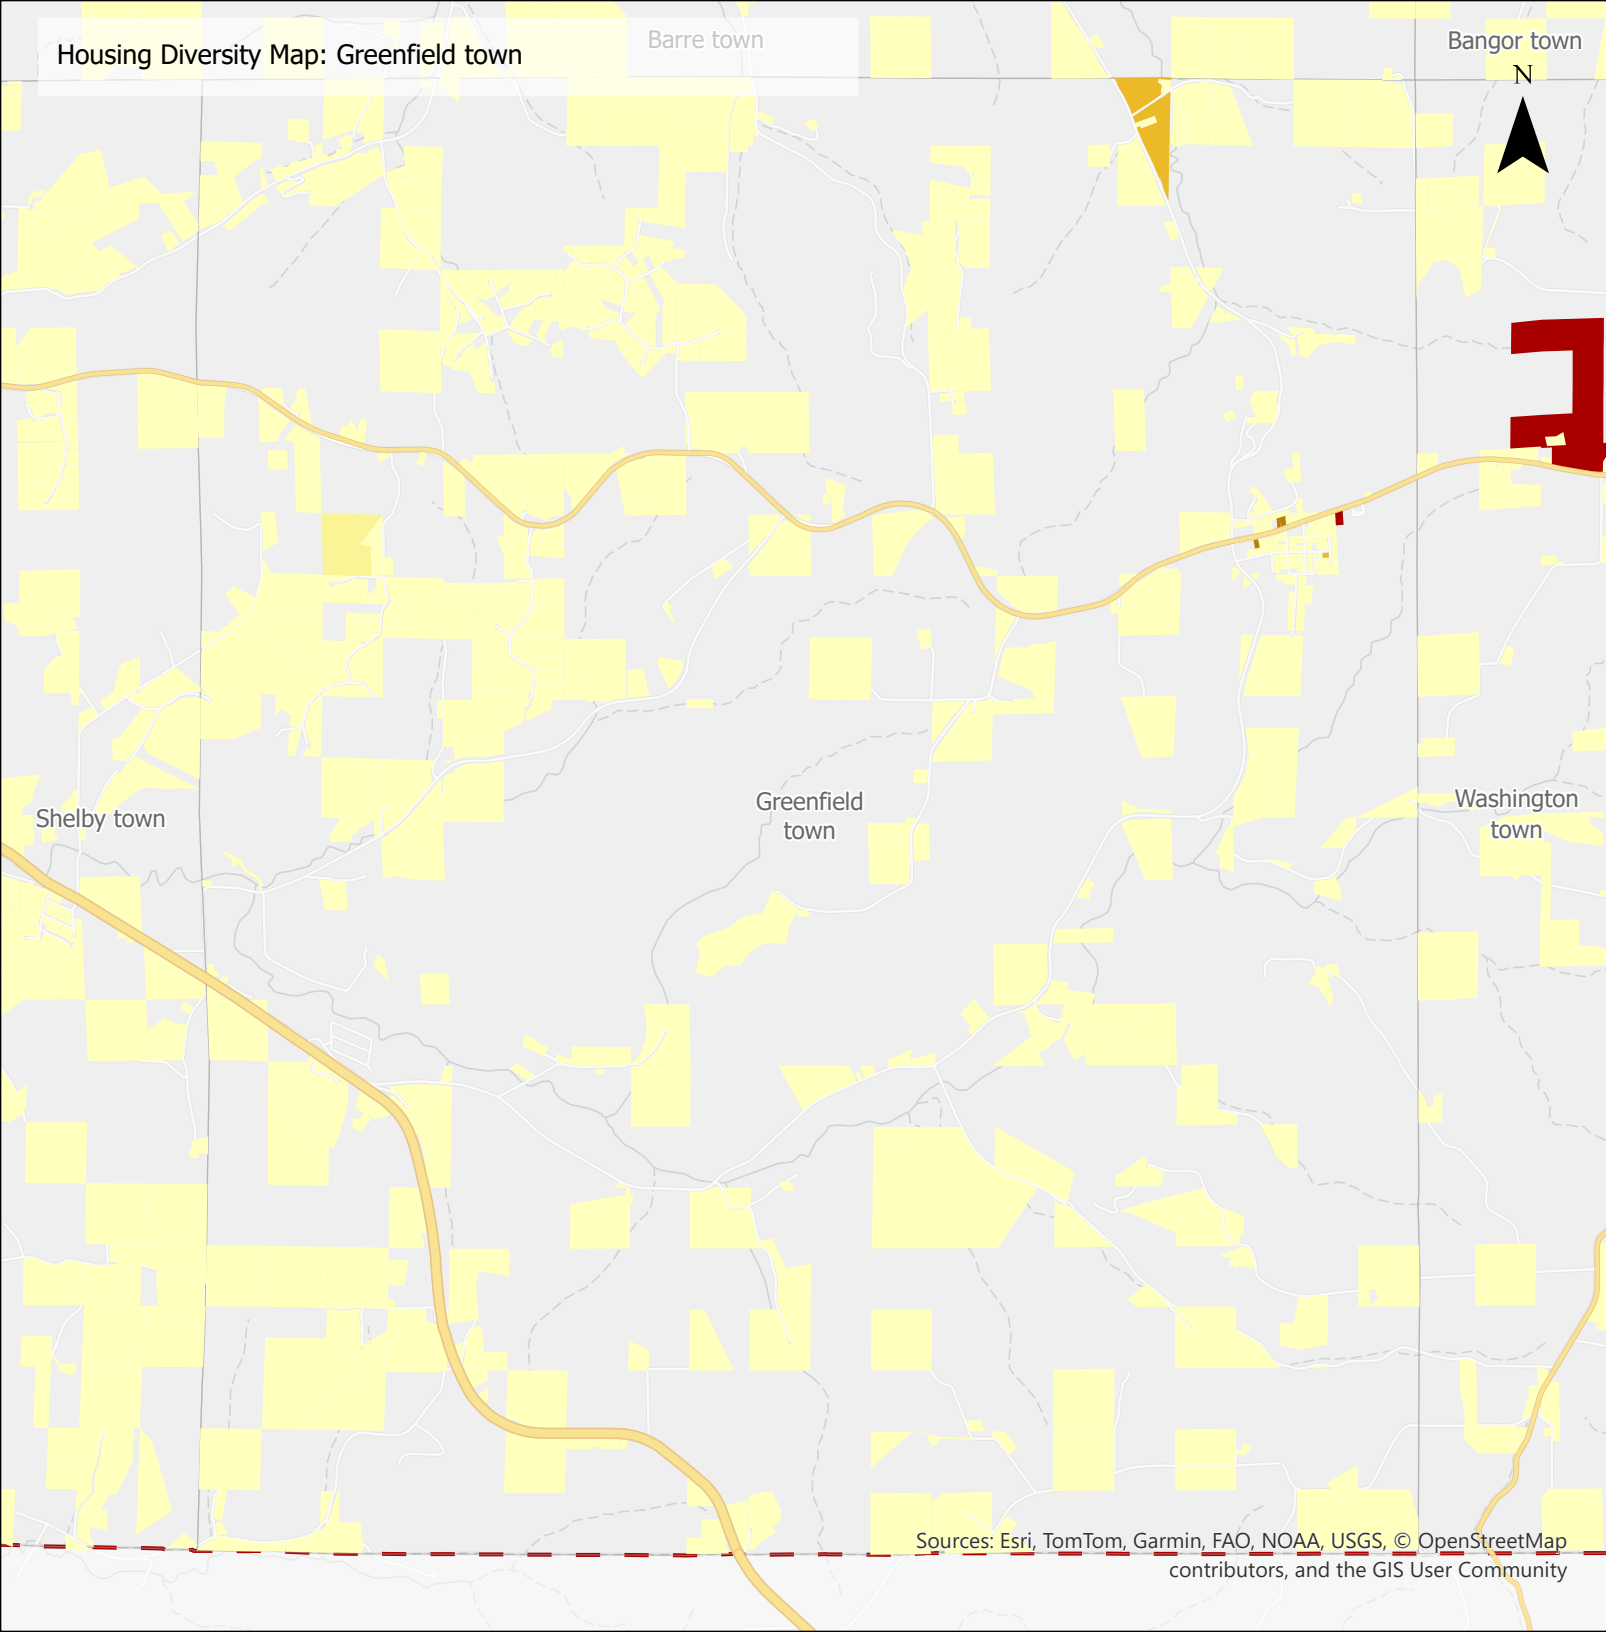 Barre town
Bangor town
Housing Diversity Map: Greenfield town
N
Greenfield
town
Washington
town
Shelby town
Sources: Esri, TomTom, Garmin, FAO, NOAA, USGS, © OpenStreetMap
contributors, and the GIS User Community